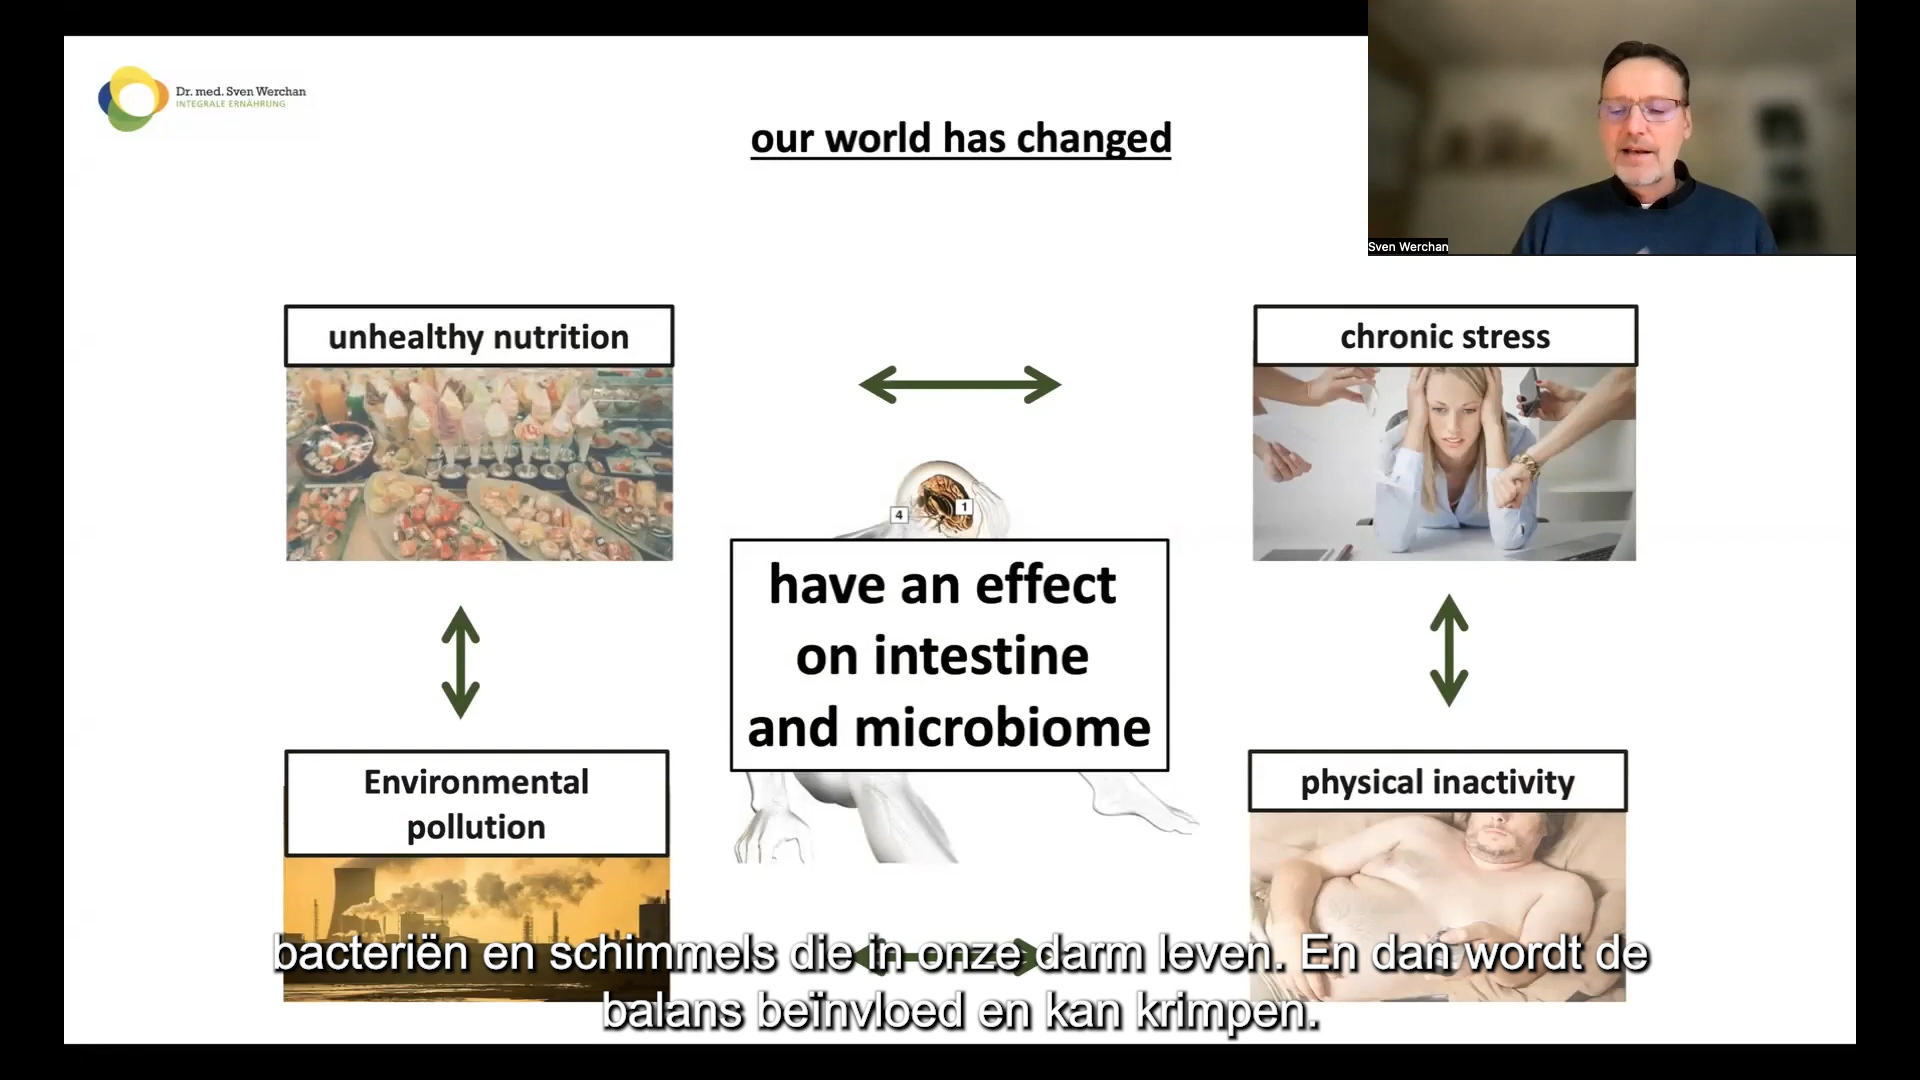 Dr. med. Sven Werchan
INTEGRALE ERNÄHRUNG
our world has changed
Sven Werchan
unhealthy nutrition
chronic stress
4
1
have an effect
on intestine
and microbiome
Environmental
pollution
physical inactivity
bacteriën en schimmels die in onze darm leven. En dan wordt de
balans beïnvloed en kan krimpen.